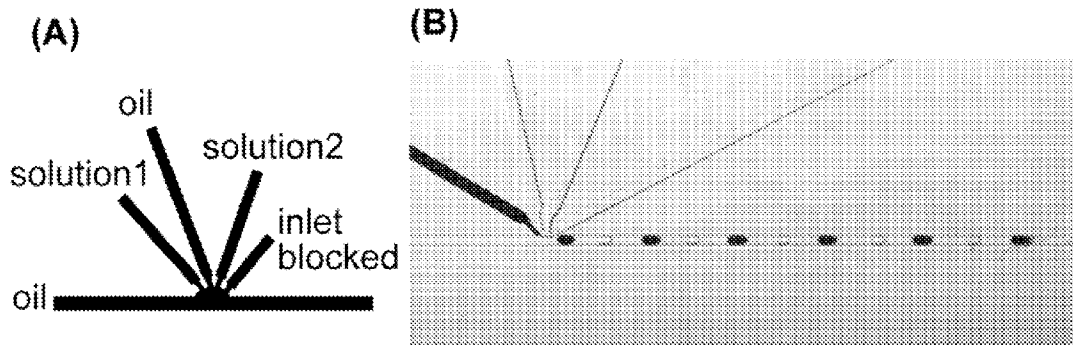 (A)
(B)
oil
solution1
solution2
inlet
blocked
oil